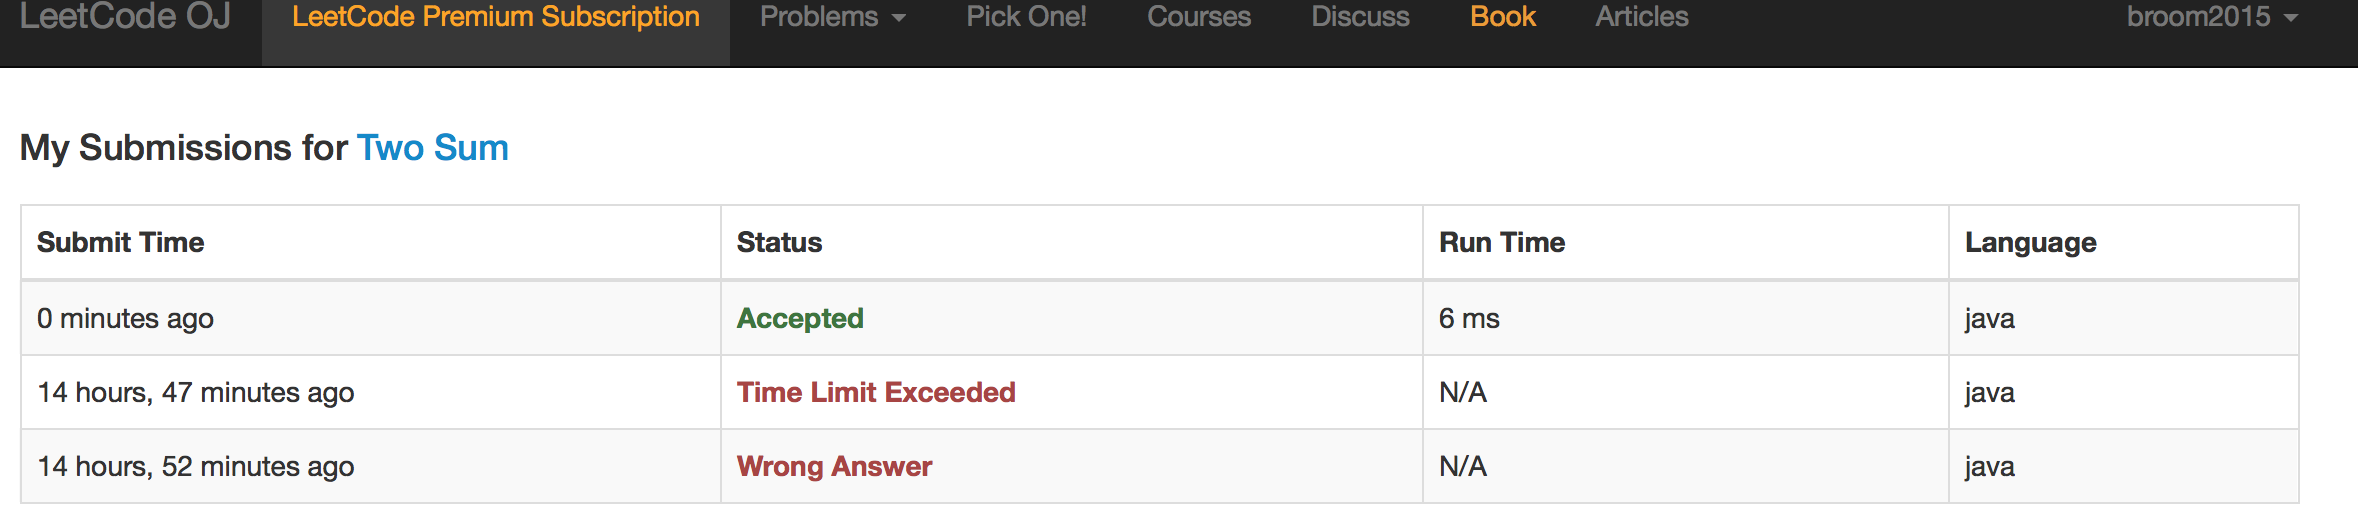 LeetCode OJ LeetCode Premium Subscription Problems Pick One! Courses Discuss Book Articles broom2015
My Submissions for Two Sum
Submit Time Status Run Time Language
0 minutes ago Accepted 6 ms java
14 hours, 47 minutes ago Time Limit Exceeded N/A java
14 hours, 52 minutes ago Wrong Answer N/A java